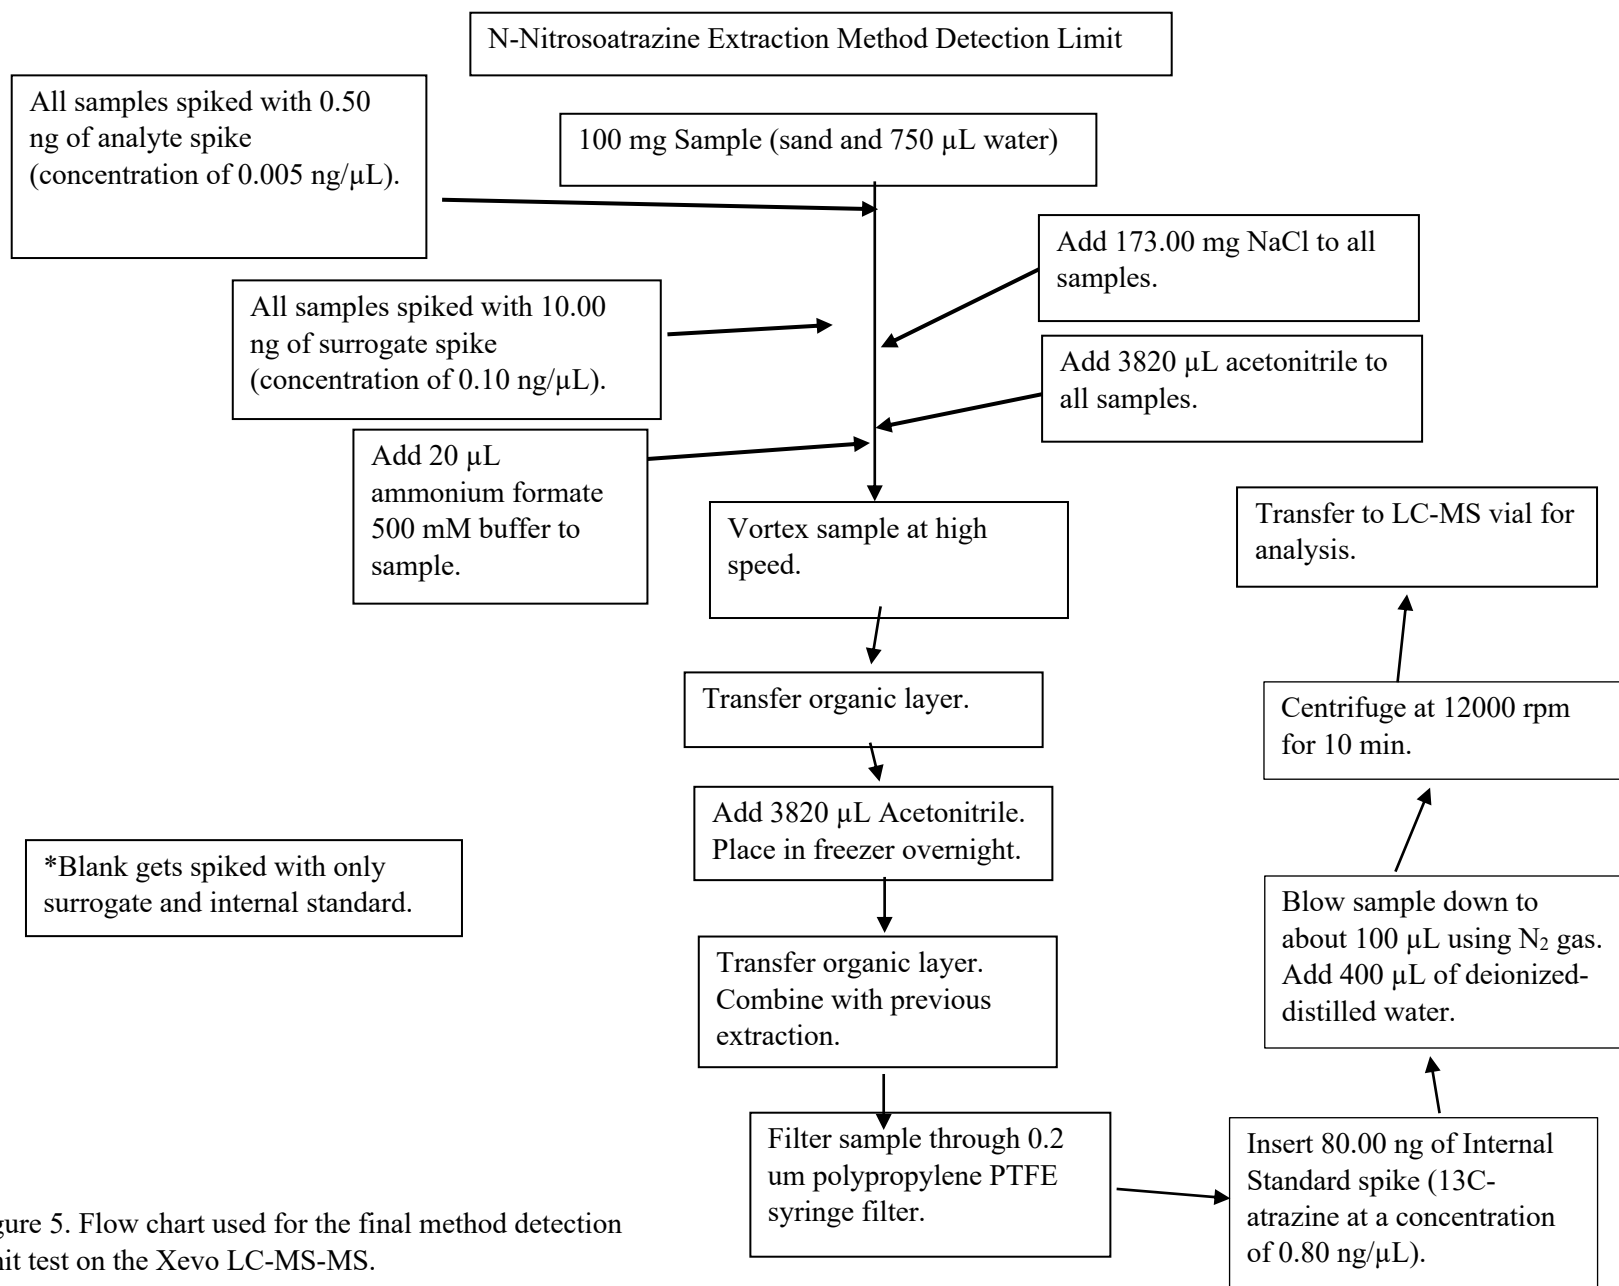 N-Nitrosoatrazine Extraction Method Detection Limit
All samples spiked with 0.50
ng of analyte spike
(concentration of 0.005 ng/µL).
100 mg Sample (sand and 750 µL water)
Add 173.00 mg NaCl to all
samples.
All samples spiked with 10.00
ng of surrogate spike
(concentration of 0.10 ng/µL).
Add 3820 µL acetonitrile to
all samples.
Add 20 µL
ammonium formate
500 mM buffer to
sample.
Vortex sample at high
speed.
Transfer organic layer.
Add 3820 µL Acetonitrile.
Place in freezer overnight.
*Blank gets spiked with only
surrogate and internal standard.
Transfer organic layer.
Combine with previous
extraction.
Filter sample through 0.2
um polypropylene PTFE
syringe filter.
Insert 80.00 ng of Internal
Standard spike (13C-
atrazine at a concentration
of 0.80 ng/µL).
Blow sample down to
about 100 µL using N₂ gas.
Add 400 µL of deionized-
distilled water.
Centrifuge at 12000 rpm
for 10 min.
Transfer to LC-MS vial for
analysis.
gure 5. Flow chart used for the final method detection
it test on the Xevo LC-MS-MS.